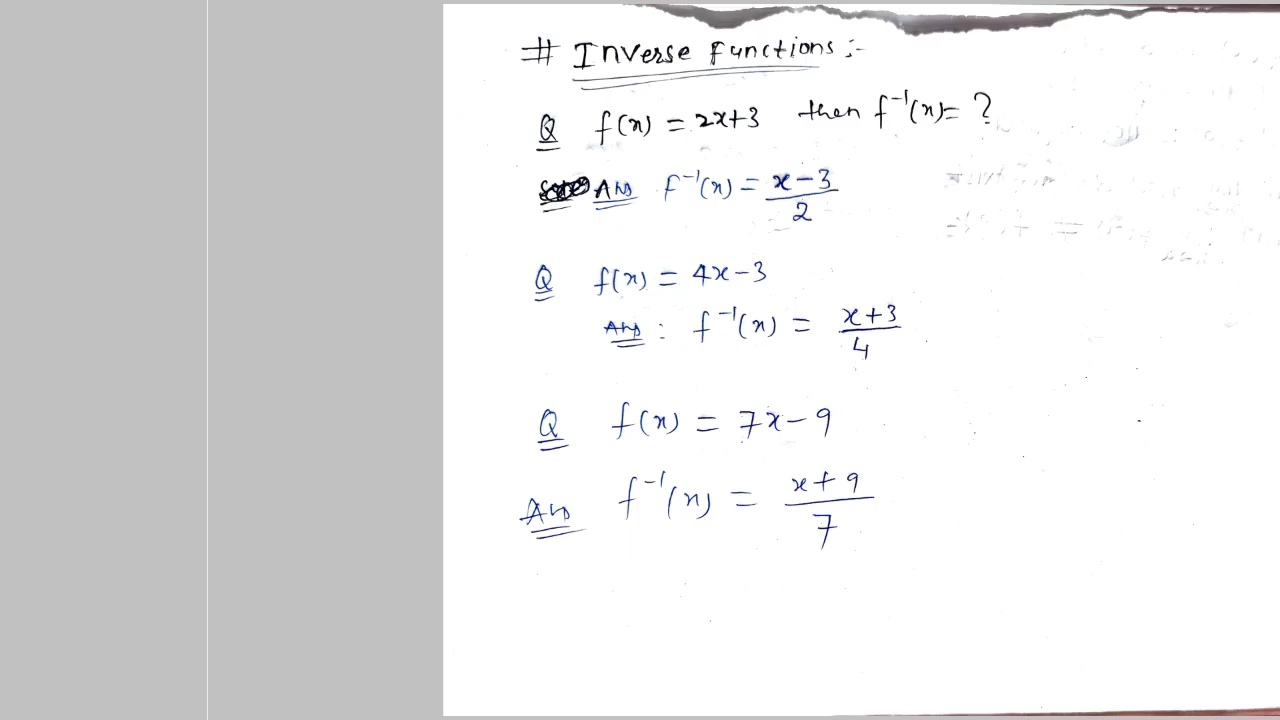 # Inverse functions :-
Q f(x) = 2x+3 then f⁻¹(x)= ?
Ans f⁻¹(x) = x-3/2
Q f(x) = 4x-3
Ans : f⁻¹(x) = x+3/4
Q f(x) = 7x-9
Ans f⁻¹(x) = x+9/7